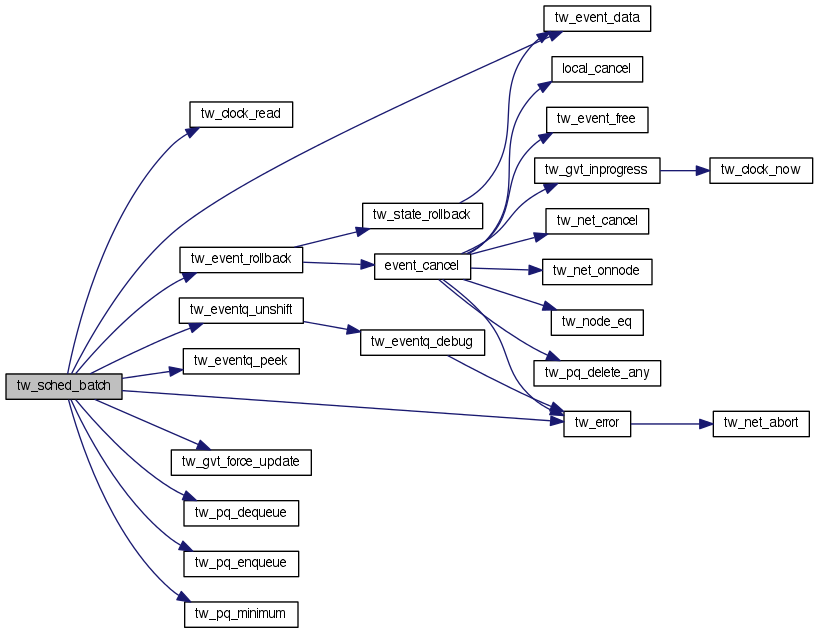 tw_event_data
local_cancel
tw_clock_read
tw_event_free
tw_gvt_inprogress
tw_clock_now
tw_state_rollback
tw_net_cancel
tw_event_rollback
event_cancel
tw_net_onnode
tw_eventq_unshift
tw_node_eq
tw_eventq_debug
tw_eventq_peek
tw_pq_delete_any
tw_sched_batch
tw_error
tw_net_abort
tw_gvt_force_update
tw_pq_dequeue
tw_pq_enqueue
tw_pq_minimum